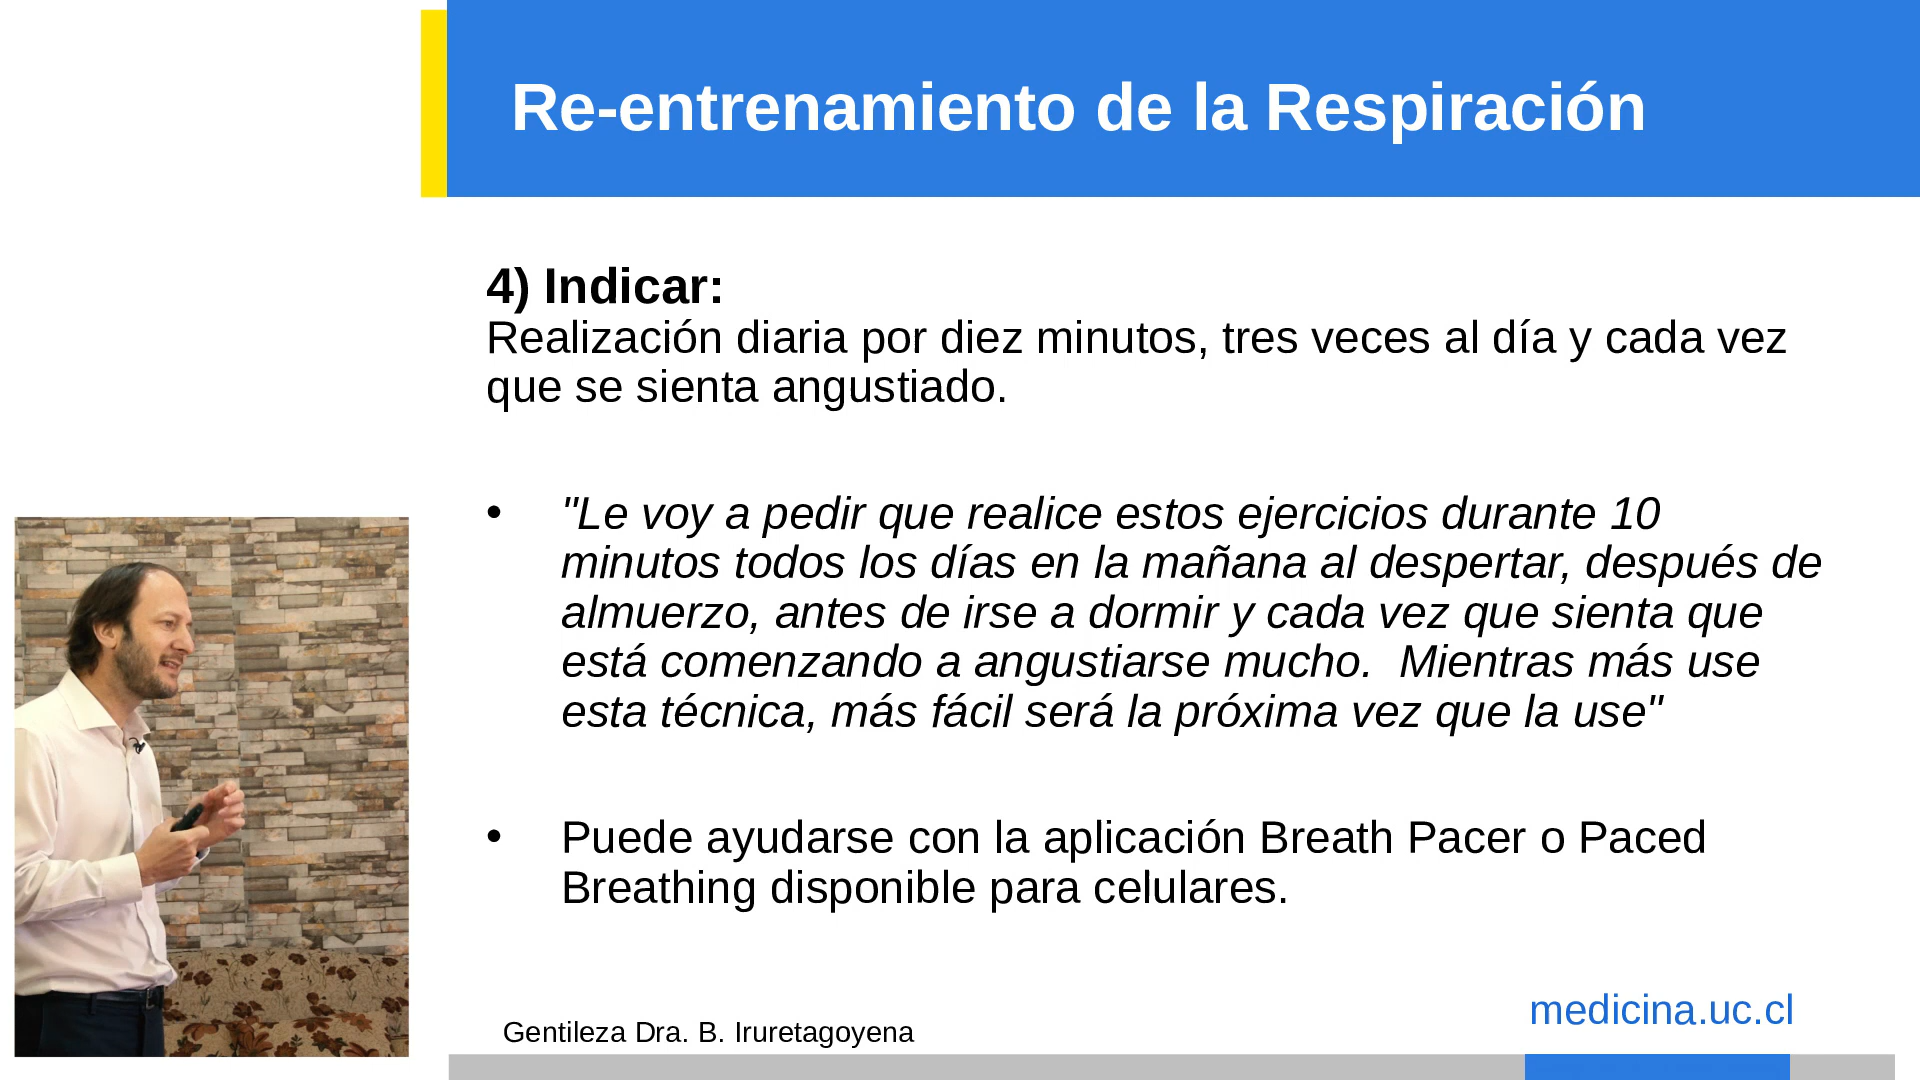 Re-entrenamiento de la Respiración
4) Indicar:
Realización diaria por diez minutos, tres veces al día y cada vez
que se sienta angustiado.
• "Le voy a pedir que realice estos ejercicios durante 10
minutos todos los días en la mañana al despertar, después de
almuerzo, antes de irse a dormir y cada vez que sienta que
está comenzando a angustiarse mucho.  Mientras más use
esta técnica, más fácil será la próxima vez que la use"
• Puede ayudarse con la aplicación Breath Pacer o Paced
Breathing disponible para celulares.
medicina.uc.cl
Gentileza Dra. B. Iruretagoyena